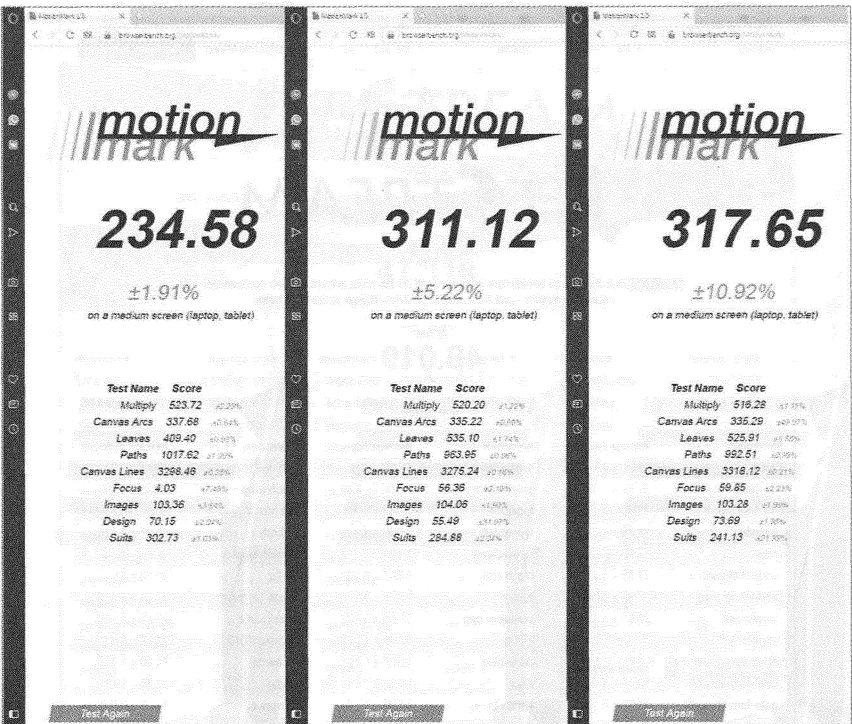 MotionMark 1.0
browserbench.org
motion
mark
234.58
±1.91%
on a medium screen (laptop, tablet)
Test Name Score
Multiply 523.72
Canvas Arcs 337.68
Leaves 409.40
Paths 1017.62
Canvas Lines 3298.46
Focus 4.03
Images 103.36
Design 70.15
Suits 302.73
Test Again
MotionMark 1.0
browserbench.org
motion
mark
311.12
±5.22%
on a medium screen (laptop, tablet)
Test Name Score
Multiply 520.20
Canvas Arcs 335.22
Leaves 535.10
Paths 963.95
Canvas Lines 3275.24
Focus 56.36
Images 104.06
Design 55.49
Suits 284.88
Test Again
MotionMark 1.0
browserbench.org
motion
mark
317.65
±10.92%
on a medium screen (laptop, tablet)
Test Name Score
Multiply 516.28
Canvas Arcs 335.29
Leaves 525.91
Paths 992.51
Canvas Lines 3318.12
Focus 59.85
Images 103.28
Design 73.69
Suits 241.13
Test Again